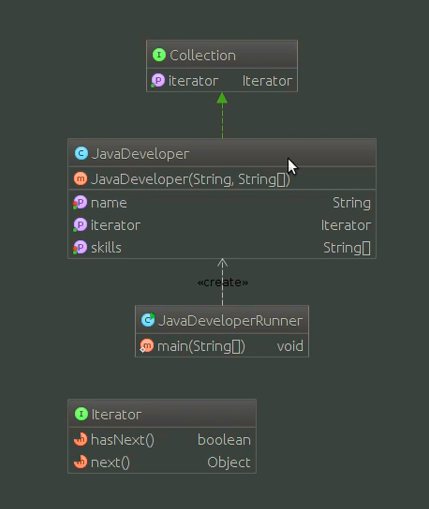 I Collection
P iterator Iterator
C JavaDeveloper
m JavaDeveloper(String, String[])
P name String
P iterator Iterator
P skills String[]
«create»
C JavaDeveloperRunner
m main(String[]) void
I Iterator
m hasNext() boolean
m next() Object